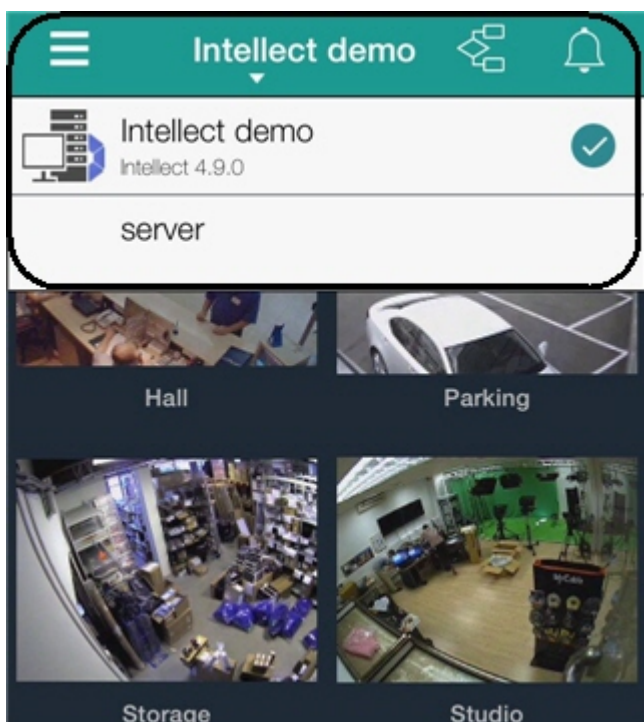 Intellect demo
Intellect demo
Intellect 4.9.0
server
Hall
Parking
Storage
Studio